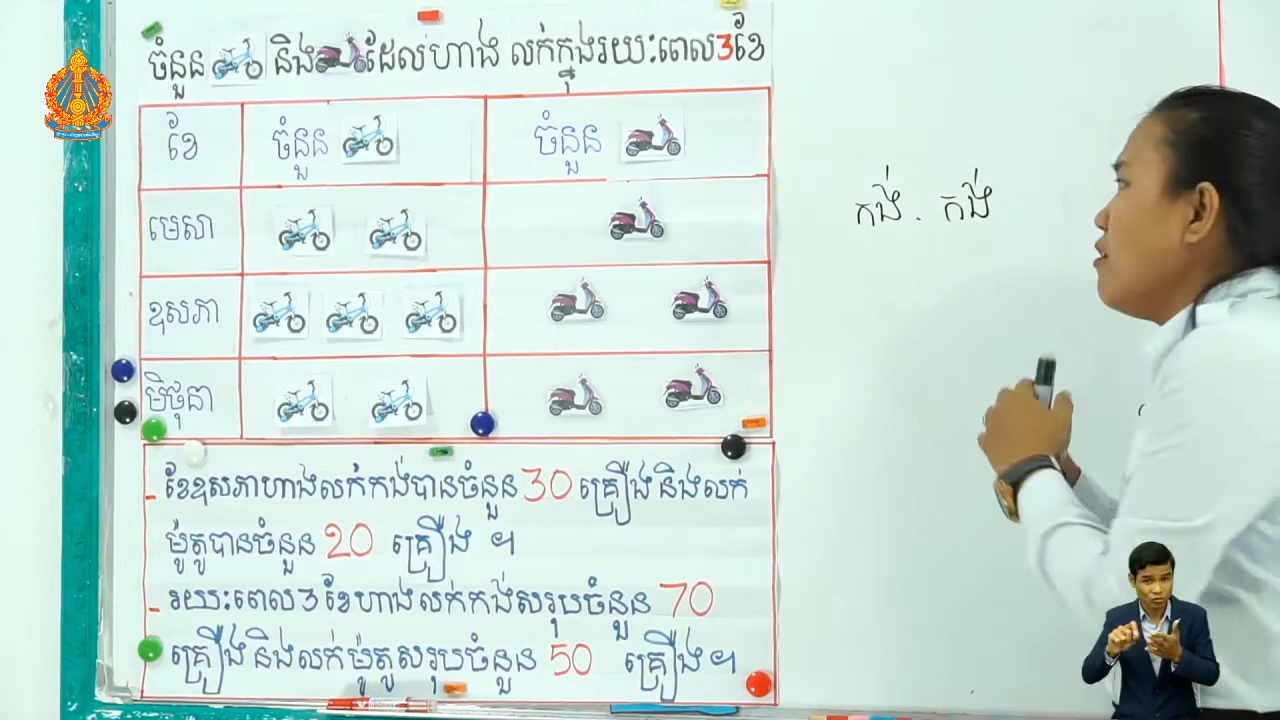 ចំនួន និង ដែលហាង លក់ក្នុងរយៈពេល3ខែ
ខែ ចំនួន ចំនួន
មេសា
ឧសភា
មិថុនា
- ខែឧសភាហាងលក់កង់បានចំនួន 30 គ្រឿង និងលក់
ម៉ូតូបានចំនួន 20 គ្រឿង ។
- រយៈពេល 3 ខែហាងលក់កង់សរុបចំនួន 70
គ្រឿង និងលក់ម៉ូតូសរុបចំនួន 50 គ្រឿង ។
កង់ . កង់